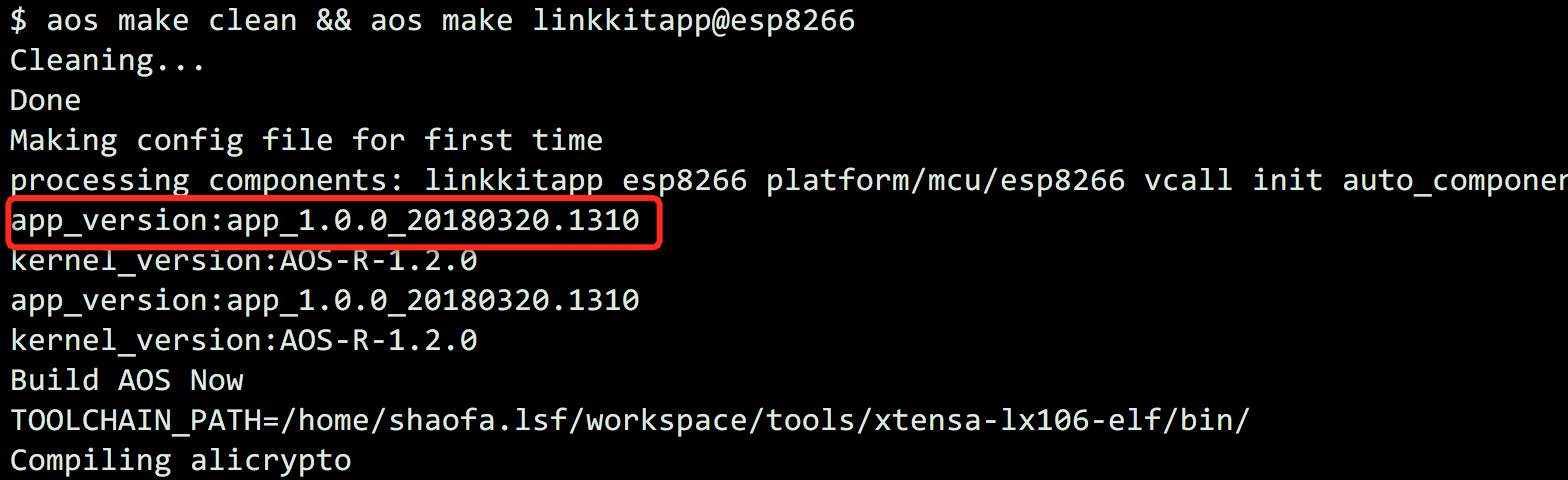 $ aos make clean && aos make linkkitapp@esp8266
Cleaning...
Done
Making config file for first time
processing components: linkkitapp esp8266 platform/mcu/esp8266 vcall init auto_componen
app_version:app_1.0.0_20180320.1310
kernel_version:AOS-R-1.2.0
app_version:app_1.0.0_20180320.1310
kernel_version:AOS-R-1.2.0
Build AOS Now
TOOLCHAIN_PATH=/home/shaofa.lsf/workspace/tools/xtensa-lx106-elf/bin/
Compiling alicrypto